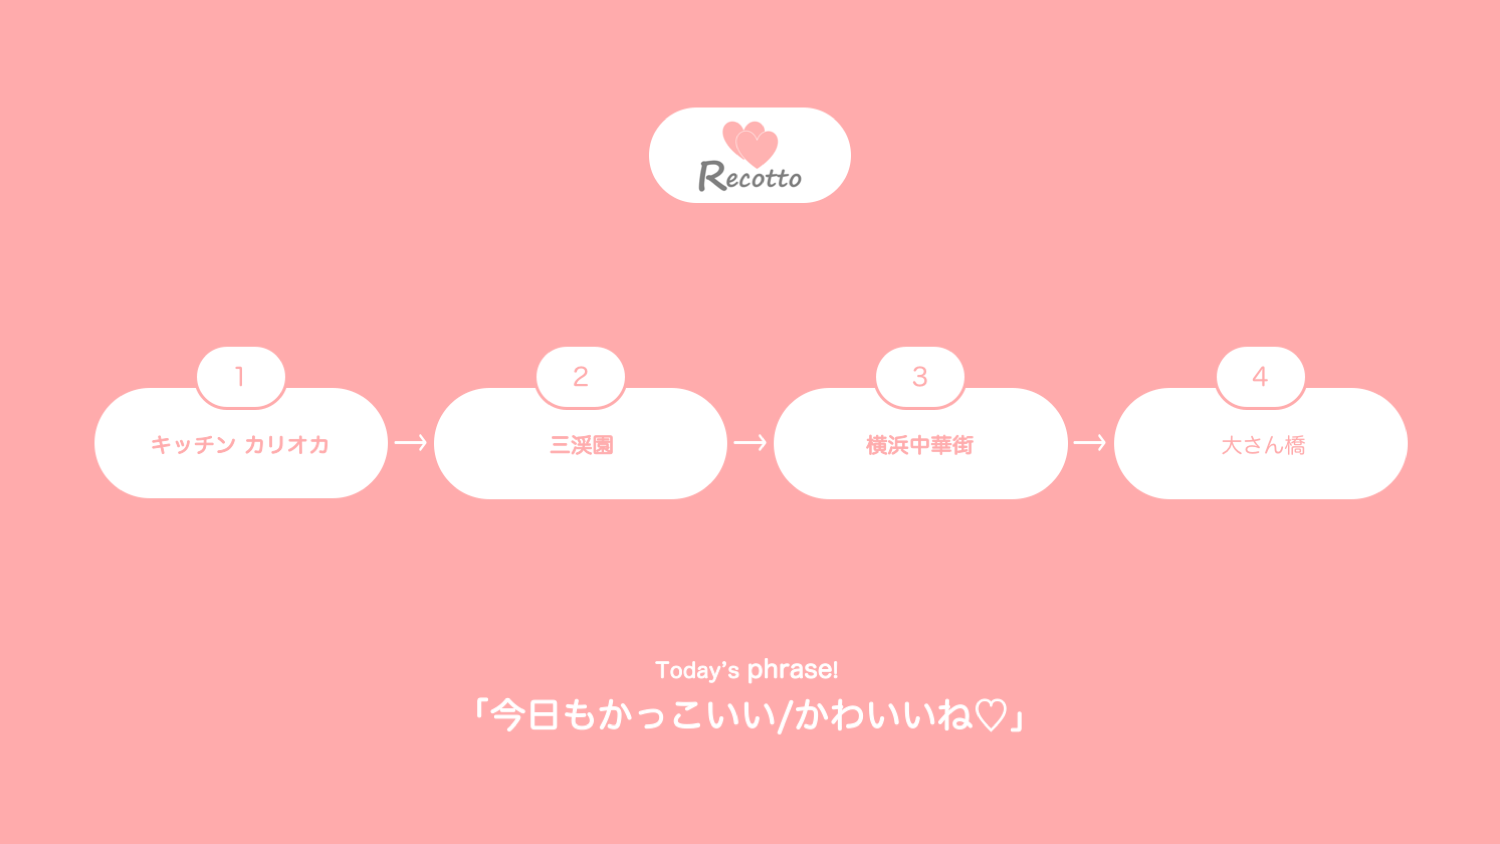 Recotto
1
キッチン カリオカ
→
2
三渓園
→
3
横浜中華街
→
4
大さん橋
Today's phrase!
「今日もかっこいい/かわいいね♡」